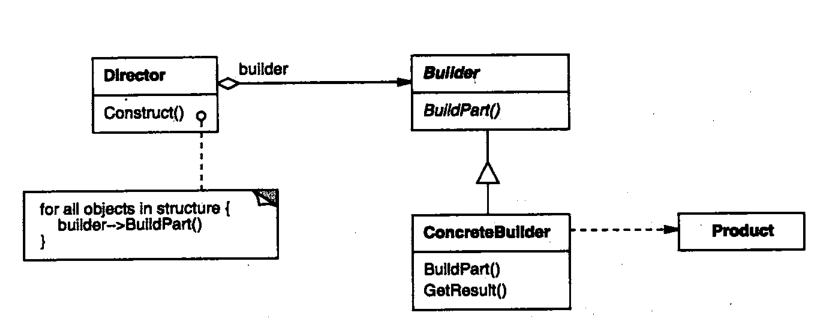 Director
builder
Builder
Construct()
BuildPart()
for all objects in structure {
builder->BuildPart()
}
ConcreteBuilder
Product
BuildPart()
GetResult()